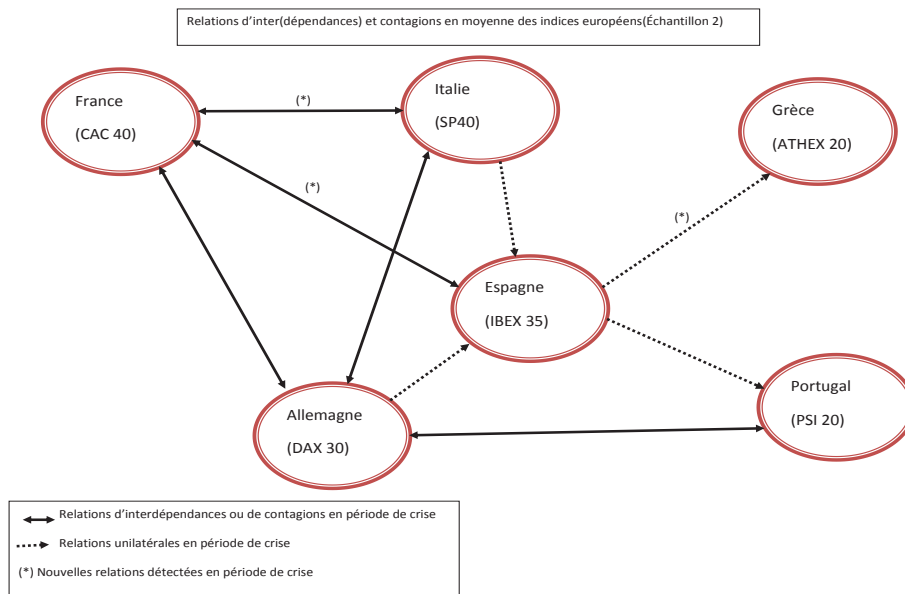 Relations d'inter(dépendances) et contagions en moyenne des indices européens(Échantillon 2)
France
(CAC 40)
(*)
Italie
(SP40)
Grèce
(ATHEX 20)
(*)
(*)
Espagne
(IBEX 35)
Allemagne
(DAX 30)
Portugal
(PSI 20)
Relations d'interdépendances ou de contagions en période de crise
Relations unilatérales en période de crise
(*) Nouvelles relations détectées en période de crise